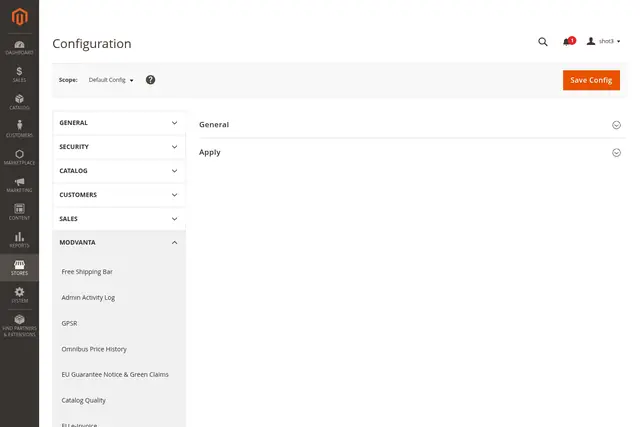 Configuration
1
shot3
Scope:
Default Config
?
Save Config
DASHBOARD
SALES
CATALOG
CUSTOMERS
MARKETPLACE
MARKETING
CONTENT
REPORTS
STORES
SYSTEM
FIND PARTNERS
& EXTENSIONS
GENERAL
SECURITY
CATALOG
CUSTOMERS
SALES
MODVANTA
Free Shipping Bar
Admin Activity Log
GPSR
Omnibus Price History
EU Guarantee Notice & Green Claims
Catalog Quality
EU e-Invoice
General
Apply